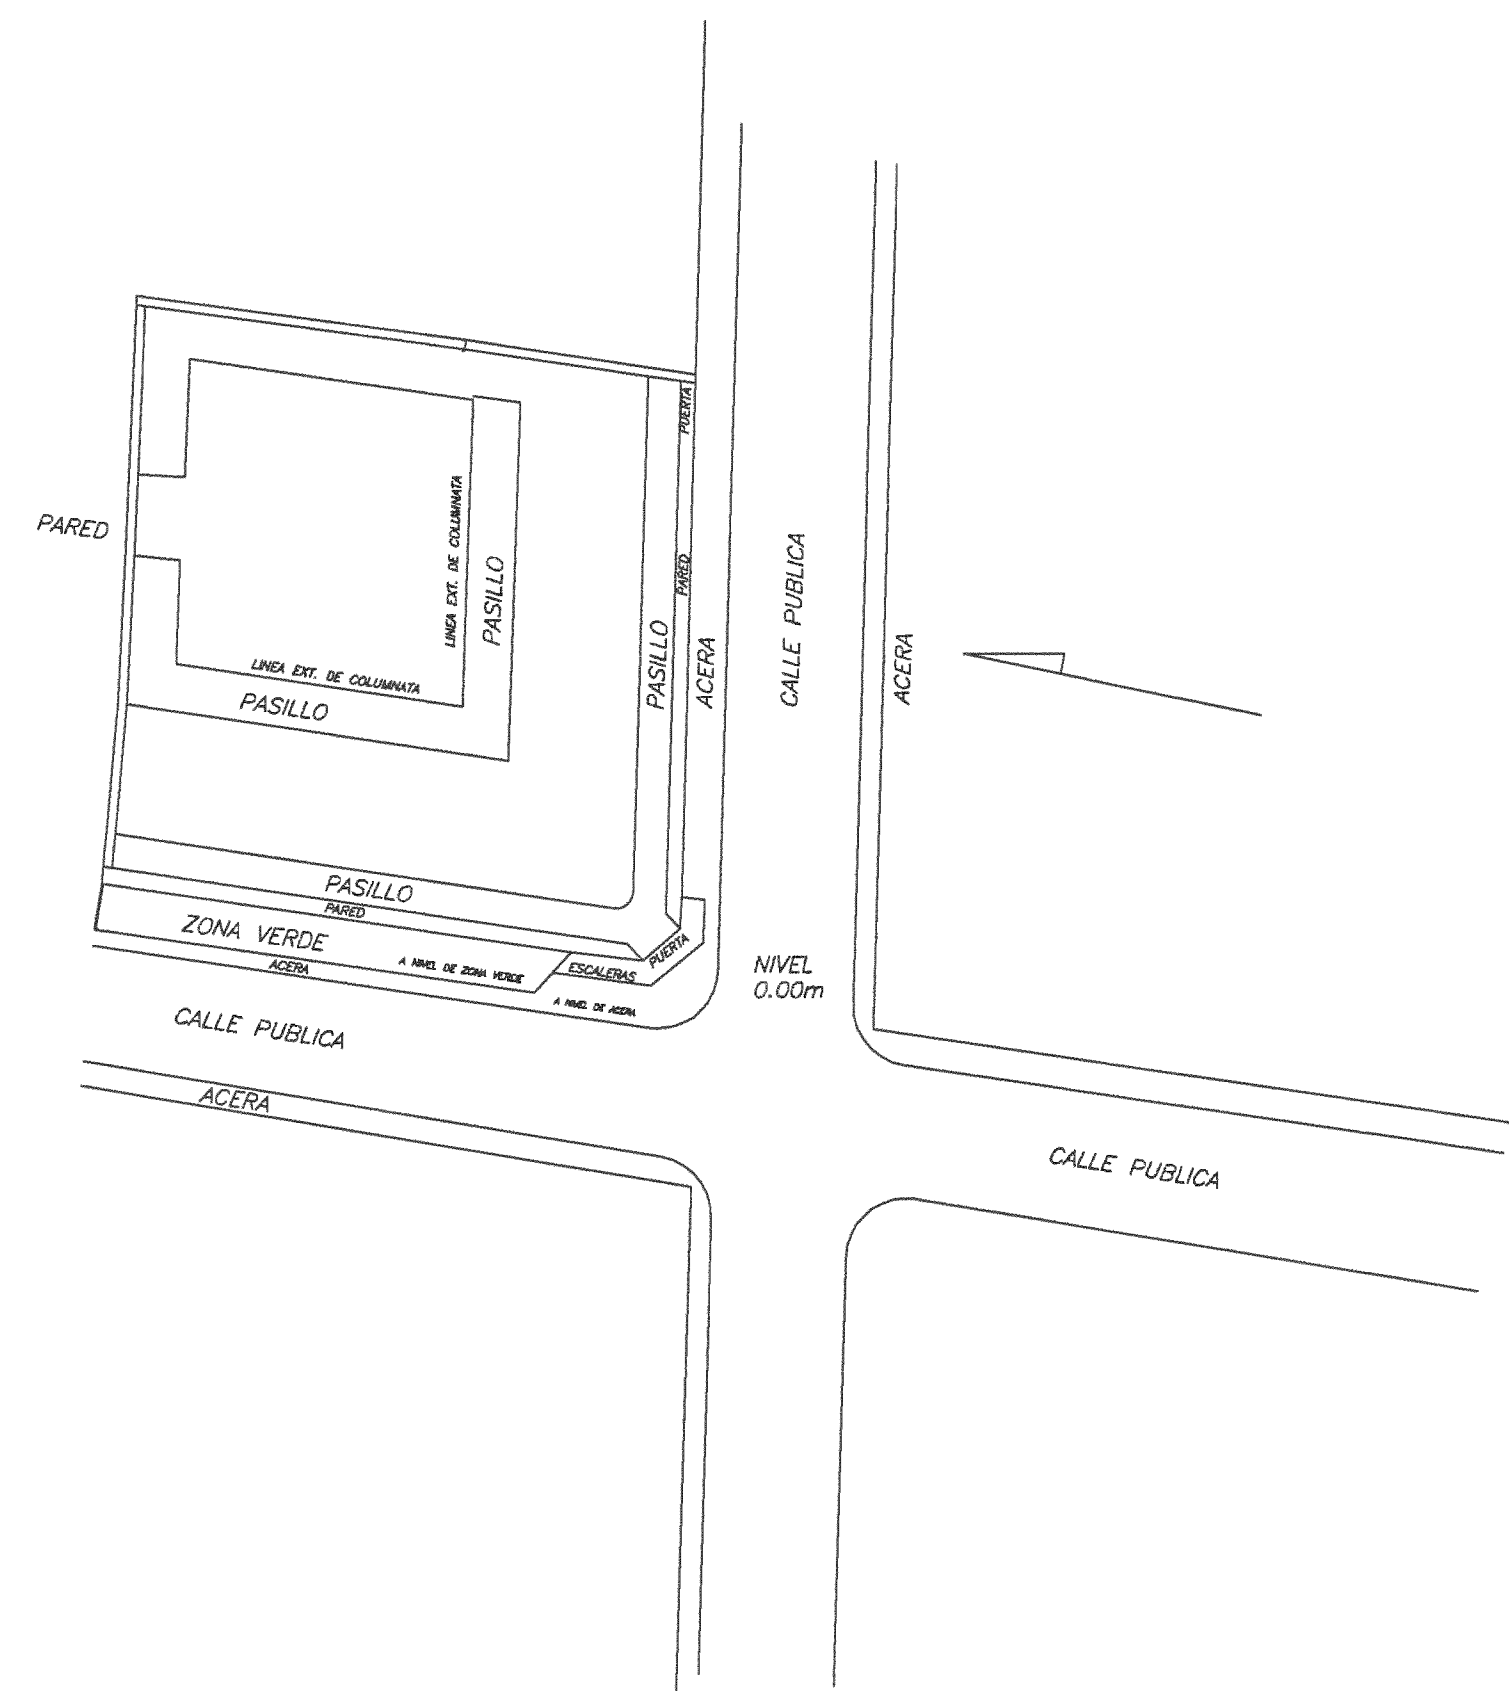 PUERTA
PARED
LINEA EXT. DE COLUMNATA
PASILLO
PARED
CALLE PUBLICA
PASILLO
ACERA
ACERA
LINEA EXT. DE COLUMNATA
PASILLO
PASILLO
PARED
ZONA VERDE
A NIVEL DE ZONA VERDE
ACERA
ESCALERAS
PUERTA
A NIVEL DE ACERA
NIVEL
0.00m
CALLE PUBLICA
ACERA
CALLE PUBLICA